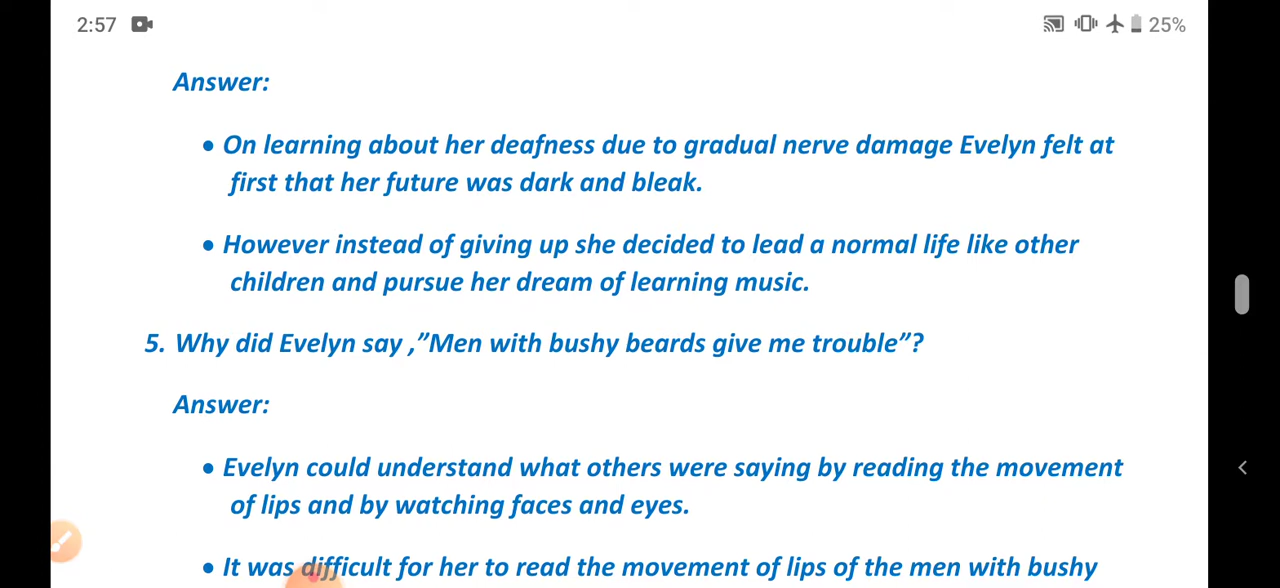 2:57
25%
Answer:
• On learning about her deafness due to gradual nerve damage Evelyn felt at
first that her future was dark and bleak.
• However instead of giving up she decided to lead a normal life like other
children and pursue her dream of learning music.
5. Why did Evelyn say ,”Men with bushy beards give me trouble”?
Answer:
• Evelyn could understand what others were saying by reading the movement
of lips and by watching faces and eyes.
• It was difficult for her to read the movement of lips of the men with bushy